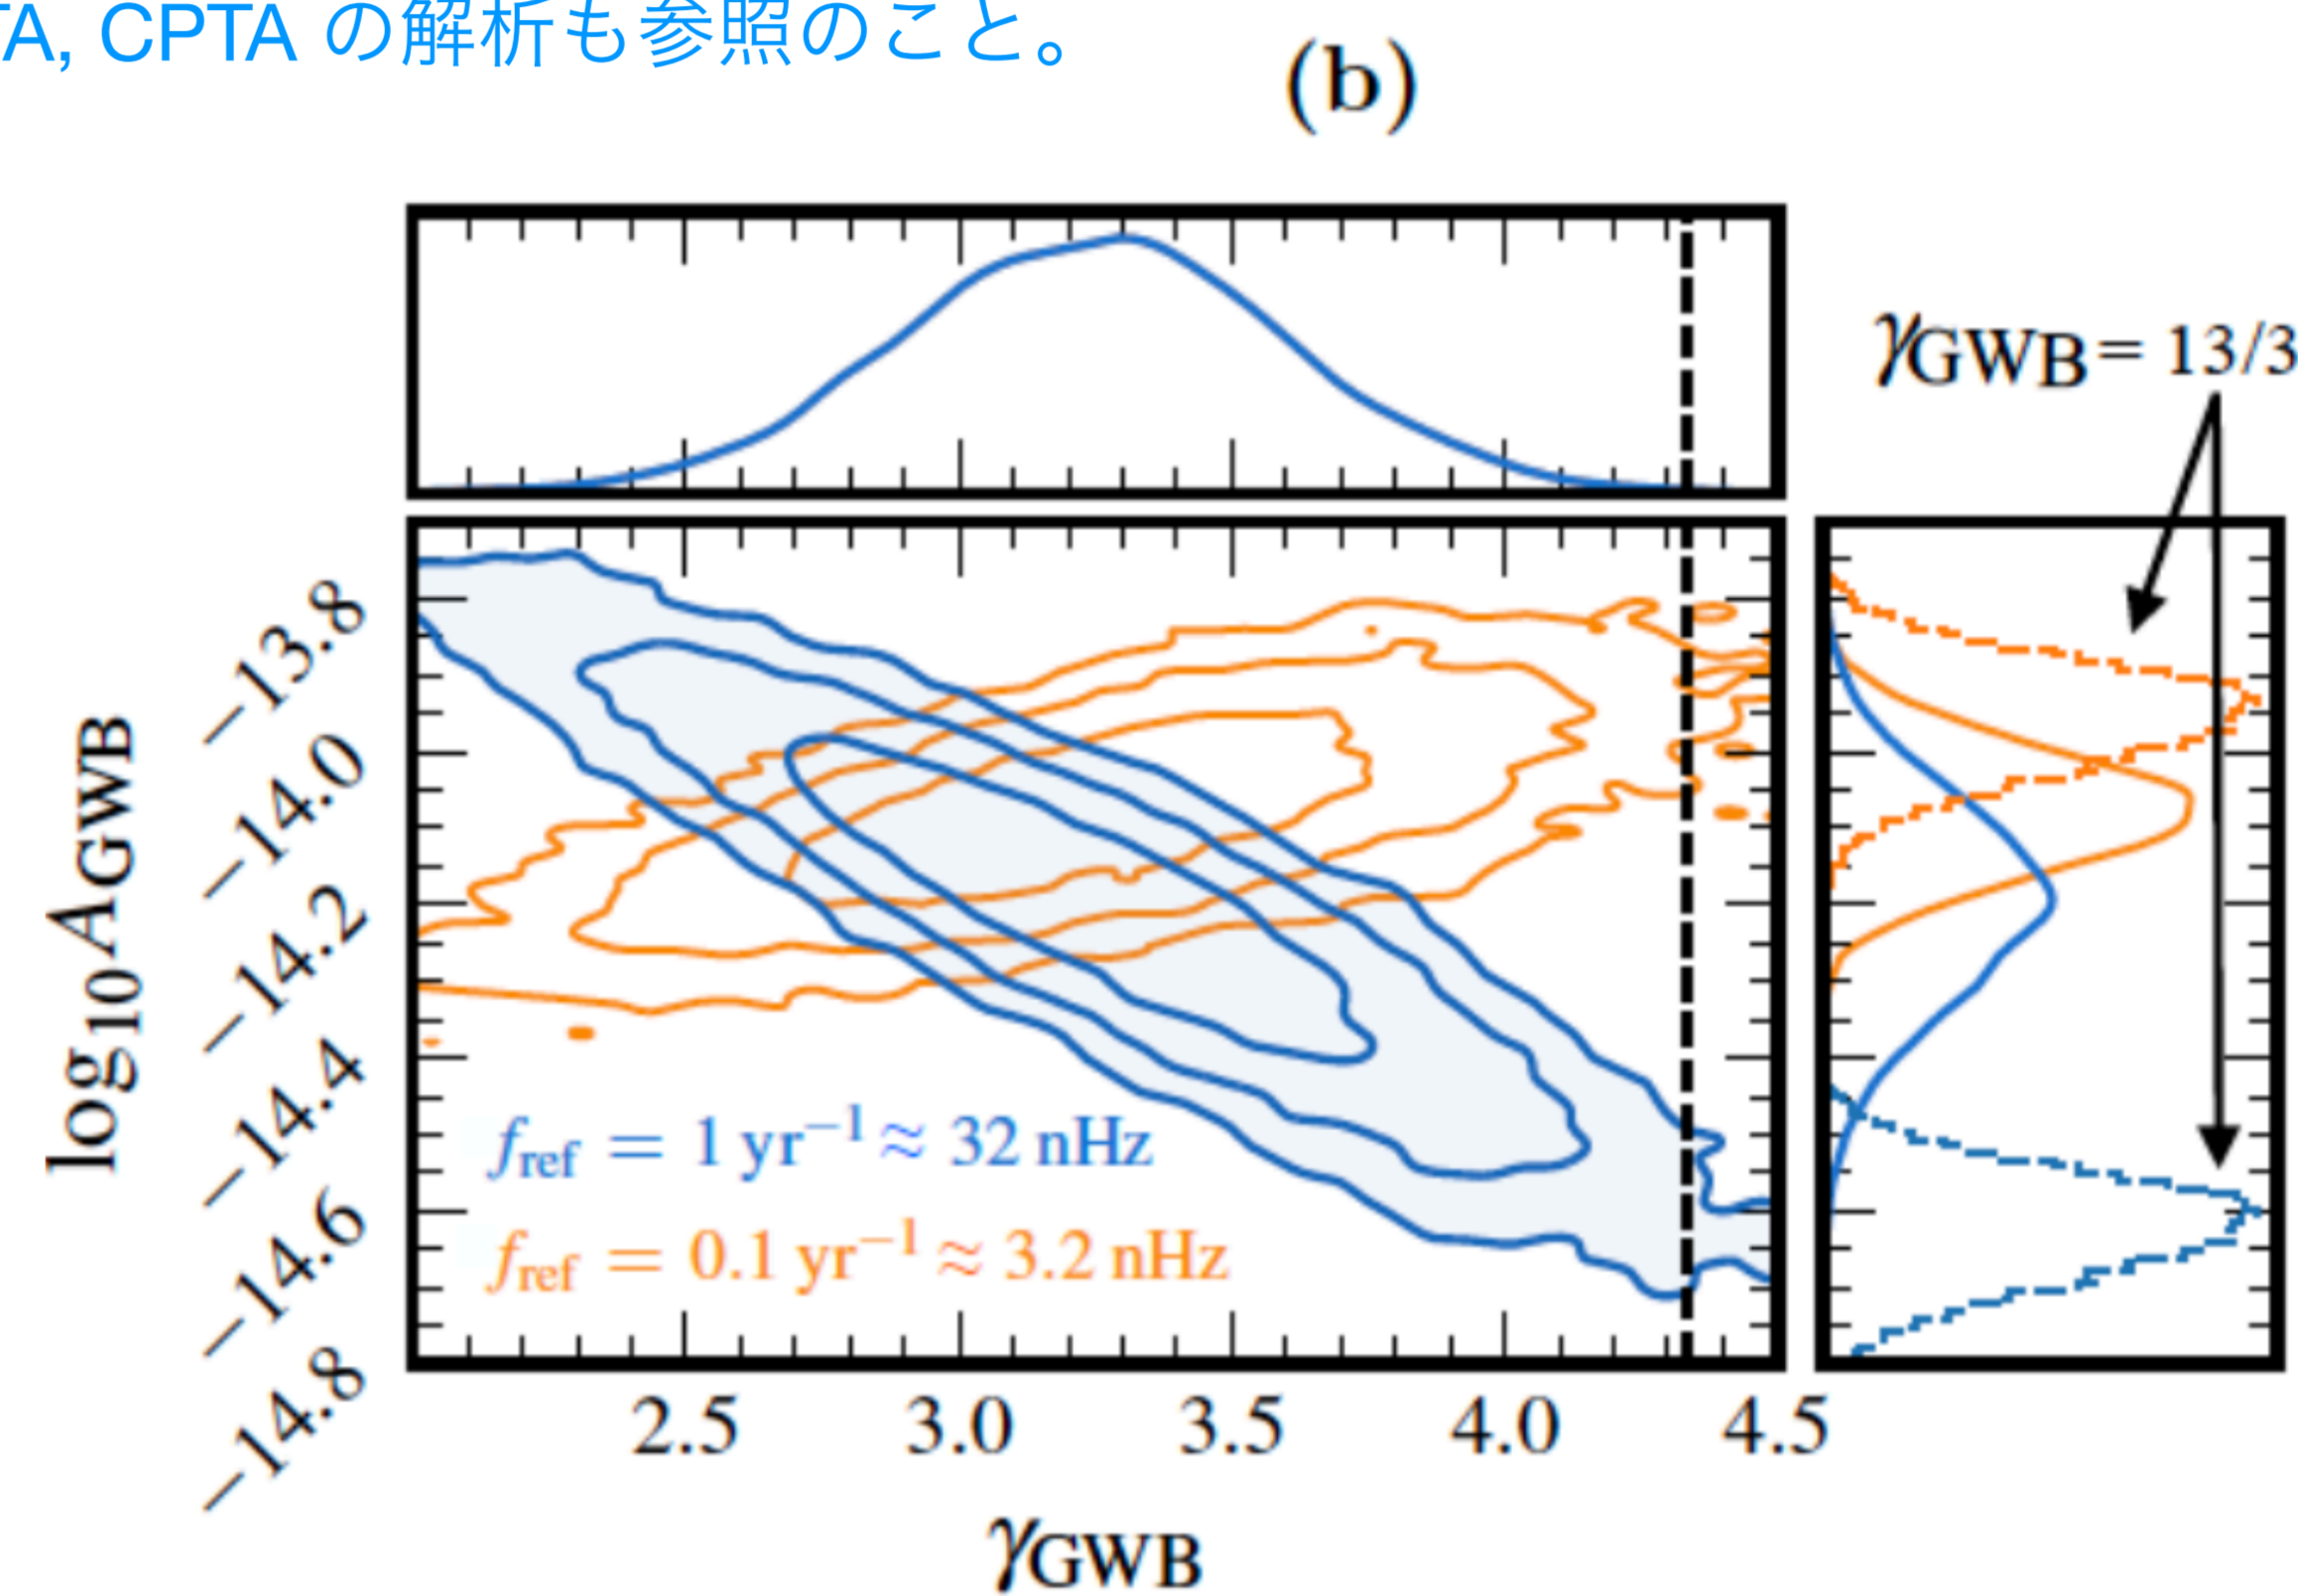 A, CPTA の解析も参照のこと。
(b)
γGWB = 13/3
log10 AGWB
−13.8
−14.0
−14.2
−14.4
−14.6
−14.8
fref = 1 yr−1 ≈ 32 nHz
fref = 0.1 yr−1 ≈ 3.2 nHz
2.5 3.0 3.5 4.0 4.5
γGWB